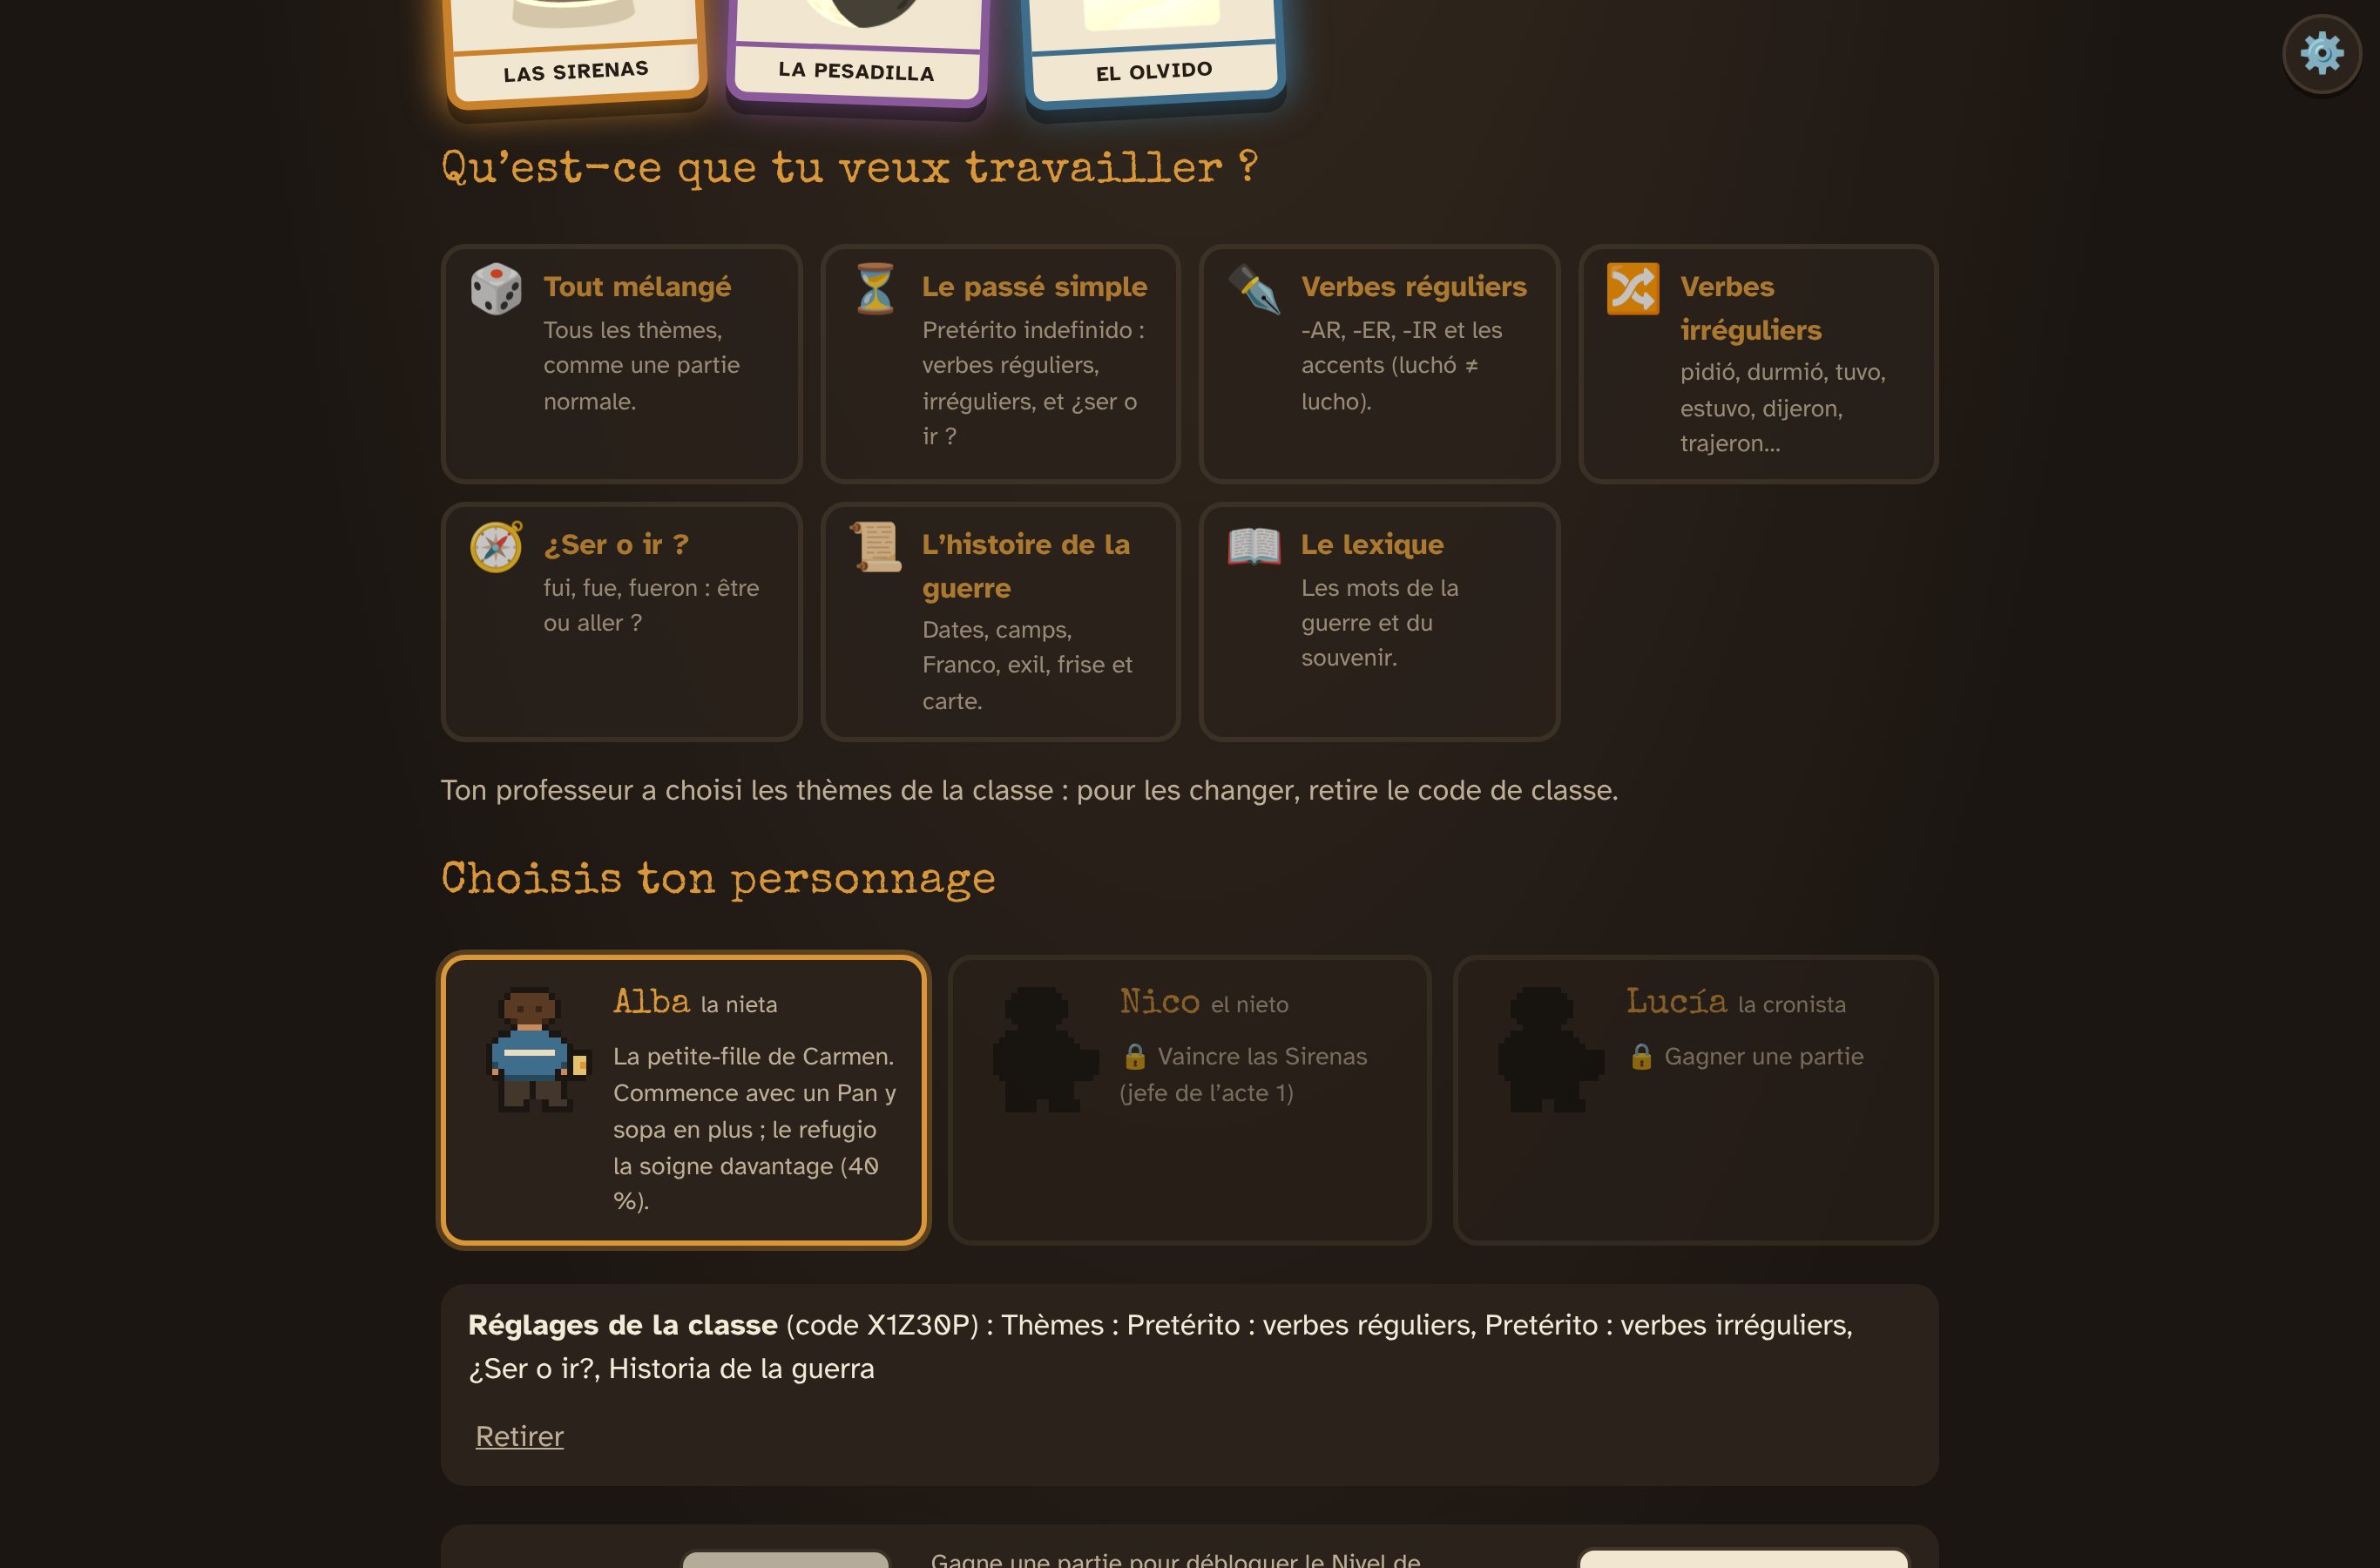 LAS SIRENAS
LA PESADILLA
EL OLVIDO
Qu’est-ce que tu veux travailler ?
Tout mélangé
Tous les thèmes,
comme une partie
normale.
Le passé simple
Pretérito indefinido :
verbes réguliers,
irréguliers, et ¿ser o
ir ?
Verbes réguliers
-AR, -ER, -IR et les
accents (luchó ≠
lucho).
Verbes
irréguliers
pidió, durmió, tuvo,
estuvo, dijeron,
trajeron...
¿Ser o ir ?
fui, fue, fueron : être
ou aller ?
L’histoire de la
guerre
Dates, camps,
Franco, exil, frise et
carte.
Le lexique
Les mots de la
guerre et du
souvenir.
Ton professeur a choisi les thèmes de la classe : pour les changer, retire le code de classe.
Choisis ton personnage
Alba la nieta
La petite-fille de Carmen.
Commence avec un Pan y
sopa en plus ; le refugio
la soigne davantage (40
%).
Nico el nieto
🔒 Vaincre las Sirenas
(jefe de l’acte 1)
Lucía la cronista
🔒 Gagner une partie
Réglages de la classe (code X1Z30P) : Thèmes : Pretérito : verbes réguliers, Pretérito : verbes irréguliers,
¿Ser o ir?, Historia de la guerra
Retirer
Gagne une partie pour débloquer le Nivel de